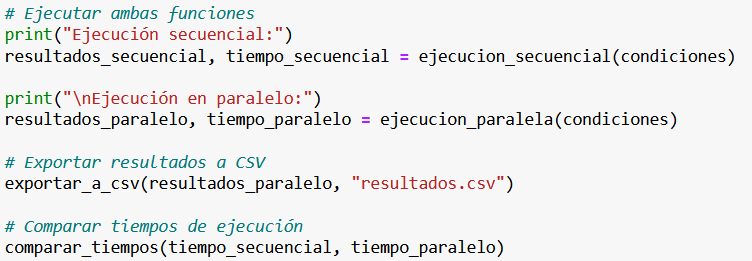 # Ejecutar ambas funciones
print("Ejecución secuencial:")
resultados_secuencial, tiempo_secuencial = ejecucion_secuencial(condiciones)
print("\nEjecución en paralelo:")
resultados_paralelo, tiempo_paralelo = ejecucion_paralela(condiciones)
# Exportar resultados a CSV
exportar_a_csv(resultados_paralelo, "resultados.csv")
# Comparar tiempos de ejecución
comparar_tiempos(tiempo_secuencial, tiempo_paralelo)